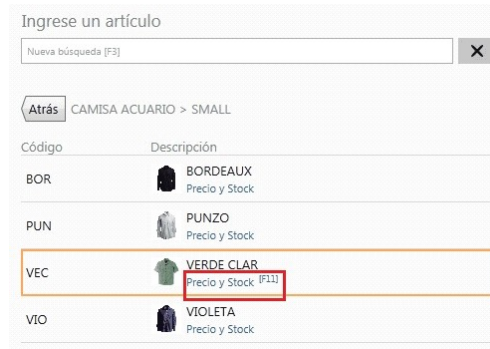 Ingrese un artículo
Nueva búsqueda [F3]
Atrás CAMISA ACUARIO > SMALL
Código Descripción
BOR BORDEAUX
Precio y Stock
PUN PUNZO
Precio y Stock
VEC VERDE CLAR
Precio y Stock [F11]
VIO VIOLETA
Precio y Stock